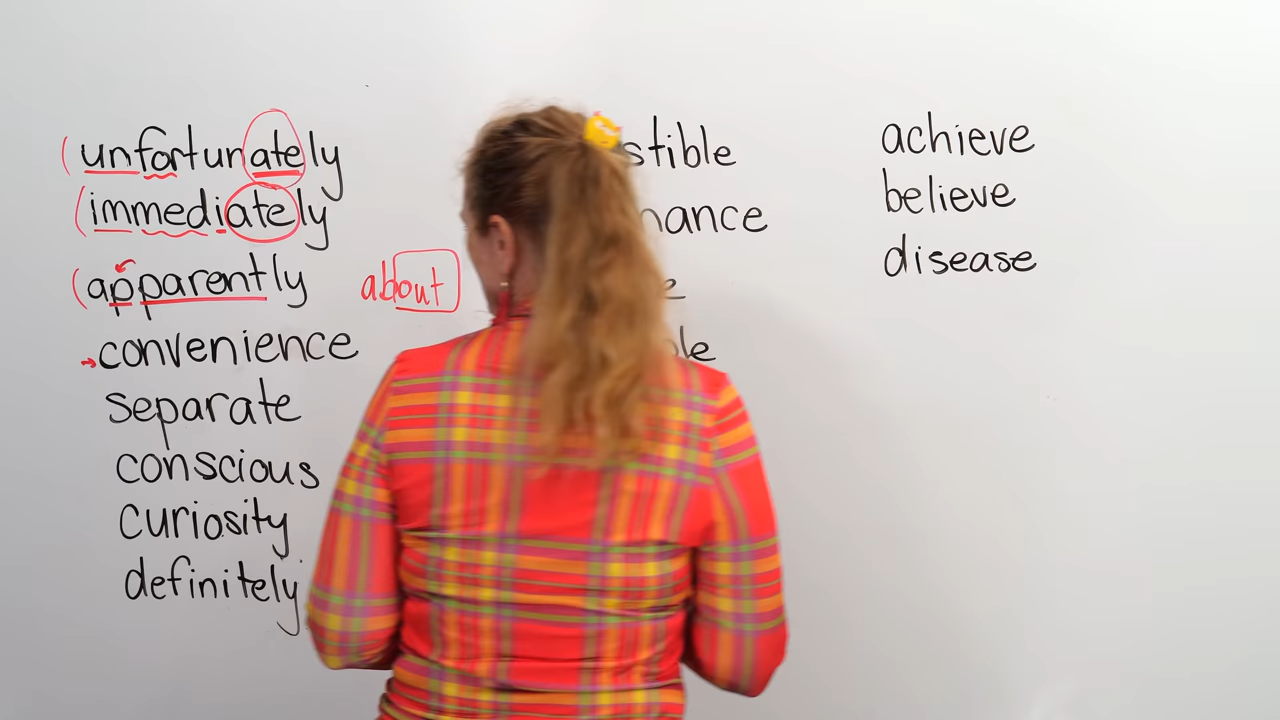 unfortunately
immediately
apparently
about
convenience
separate
conscious
curiosity
definitely
achieve
believe
disease